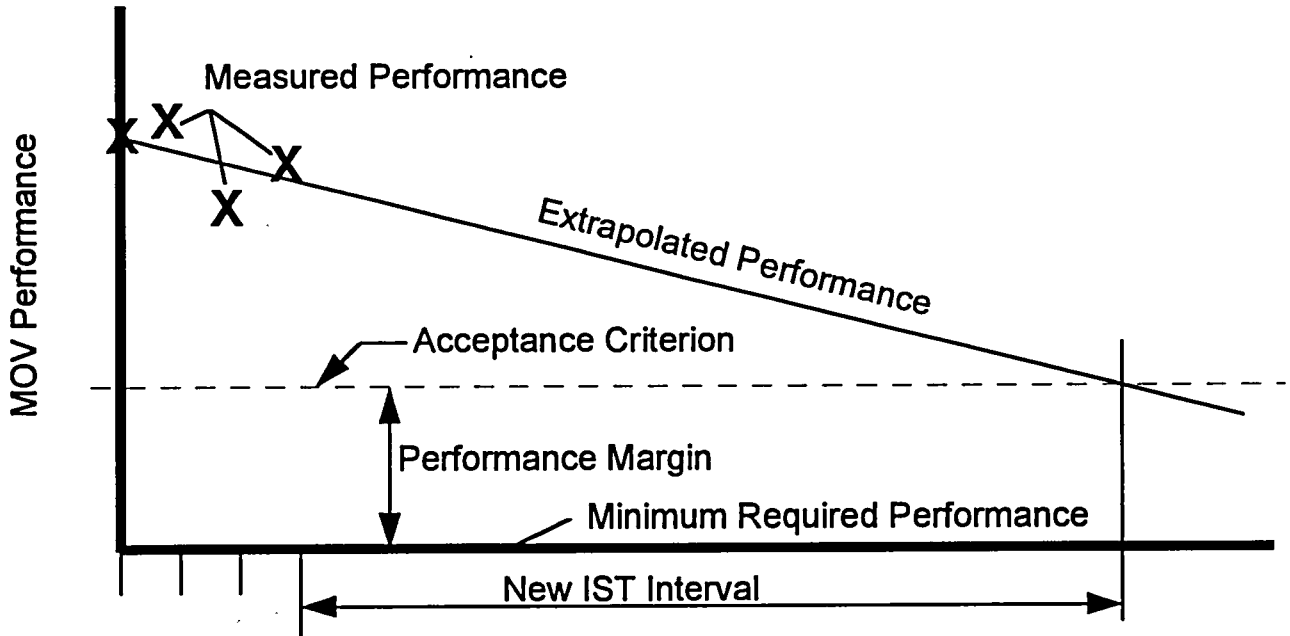 Measured Performance
X
X
X
X
MOV Performance
Extrapolated Performance
Acceptance Criterion
Performance Margin
Minimum Required Performance
New IST Interval